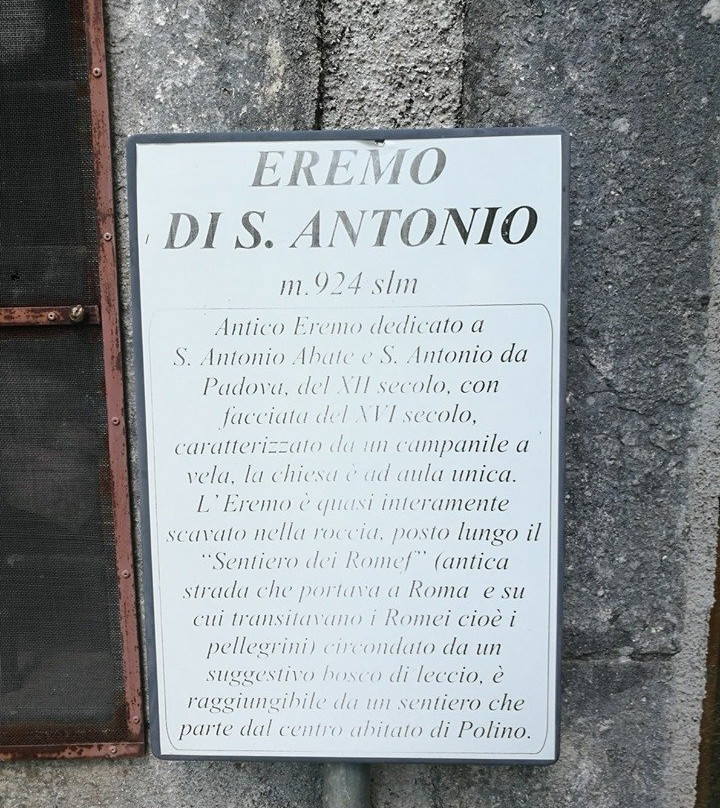 EREMO
DI S. ANTONIO
m.924 slm
Antico Eremo dedicato a
S. Antonio Abate e S. Antonio da
Padova, del XII secolo, con
facciata del XVI secolo,
caratterizzato da un campanile a
vela, la chiesa è ad aula unica.
L' Eremo è quasi interamente
scavato nella roccia, posto lungo il
“Sentiero dei Romef” (antica
strada che portava a Roma e su
cui transitavano i Romei cioè i
pellegrini) circondato da un
suggestivo bosco di leccio, è
raggiungibile da un sentiero che
parte dal centro abitato di Polino.